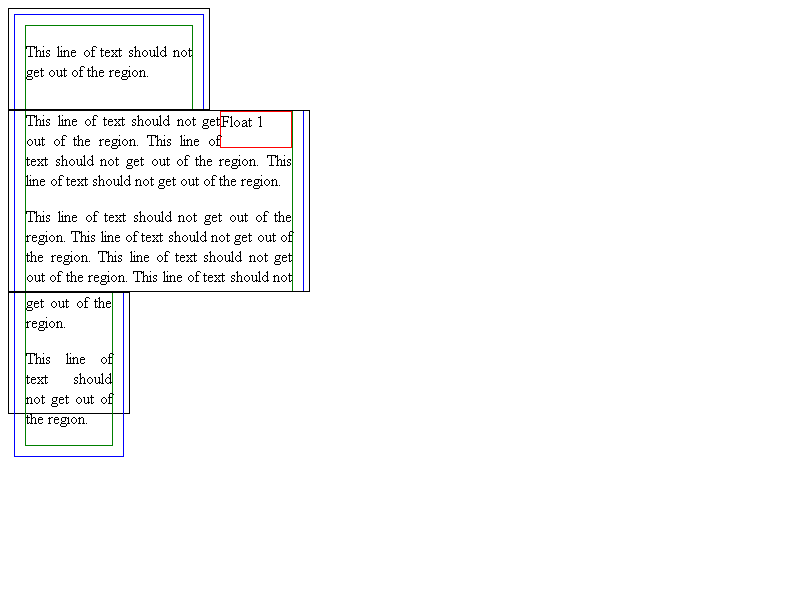 This line of text should not
get out of the region.
This line of text should not get Float 1
out of the region. This line of
text should not get out of the region. This
line of text should not get out of the region.
This line of text should not get out of the
region. This line of text should not get out of
the region. This line of text should not get
out of the region. This line of text should not
get out of the
region.
This line of
text should
not get out of
the region.